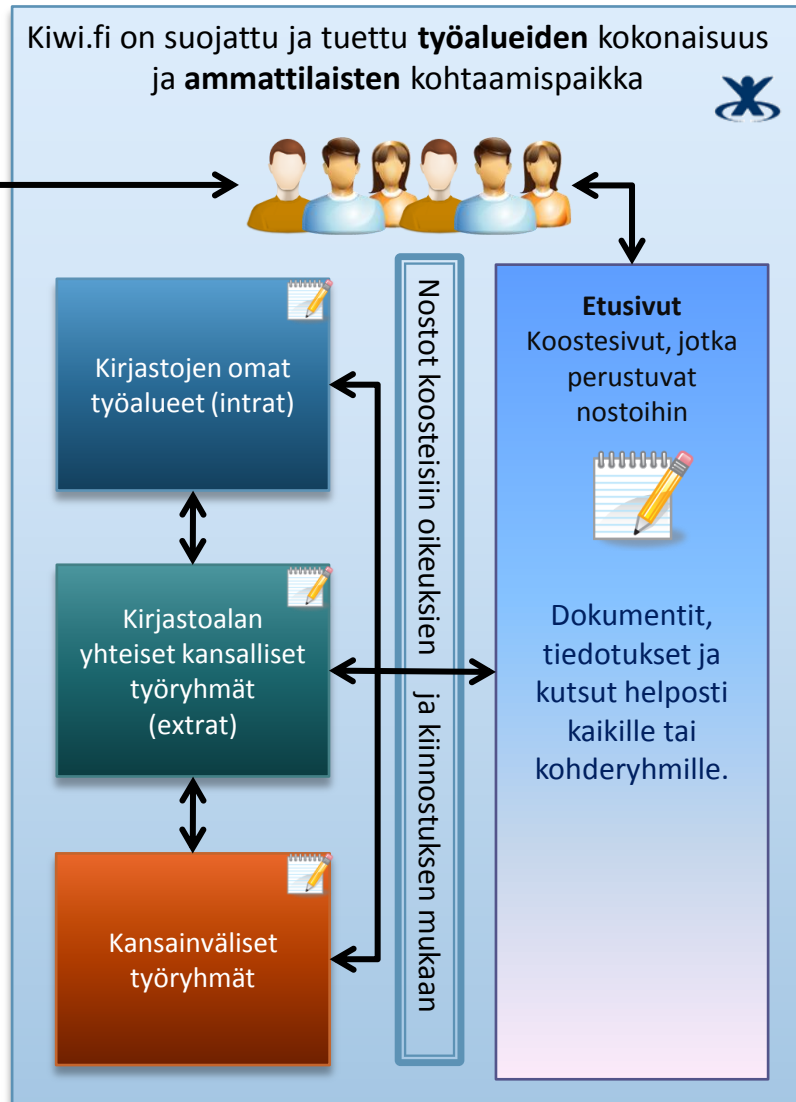 Kiwi.fi on suojattu ja tuettu työalueiden kokonaisuus
ja ammattilaisten kohtaamispaikka
Kirjastojen omat
työalueet (intrat)
Kirjastoalan
yhteiset kansalliset
työryhmät
(extrat)
Kansainväliset
työryhmät
Nostot koosteisiin oikeuksien ja kiinnostuksen mukaan
Etusivut
Koostesivut, jotka
perustuvat
nostoihin
Dokumentit,
tiedotukset ja
kutsut helposti
kaikille tai
kohderyhmille.